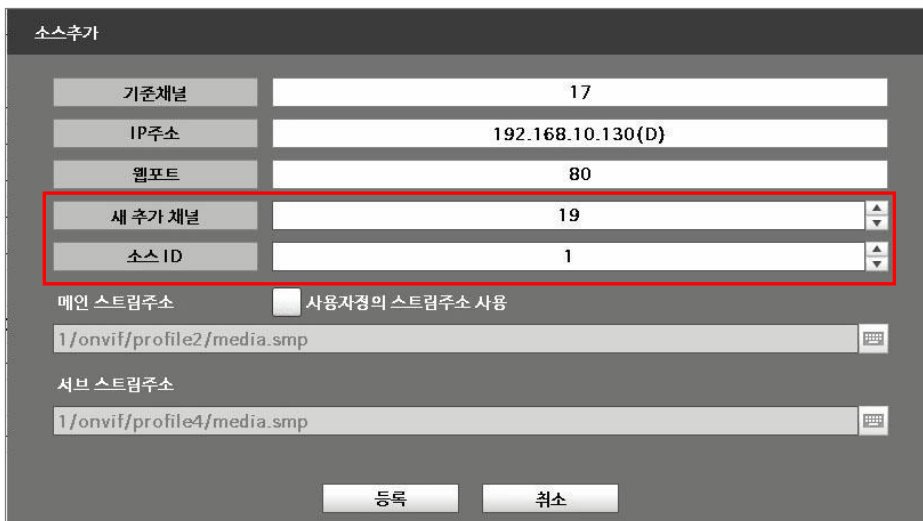 소스추가
기준채널 17
IP주소 192.168.10.130(D)
웹포트 80
새 추가 채널 19
소스 ID 1
메인 스트림주소 사용자정의 스트림주소 사용
1/onvif/profile2/media.smp
서브 스트림주소
1/onvif/profile4/media.smp
등록 취소